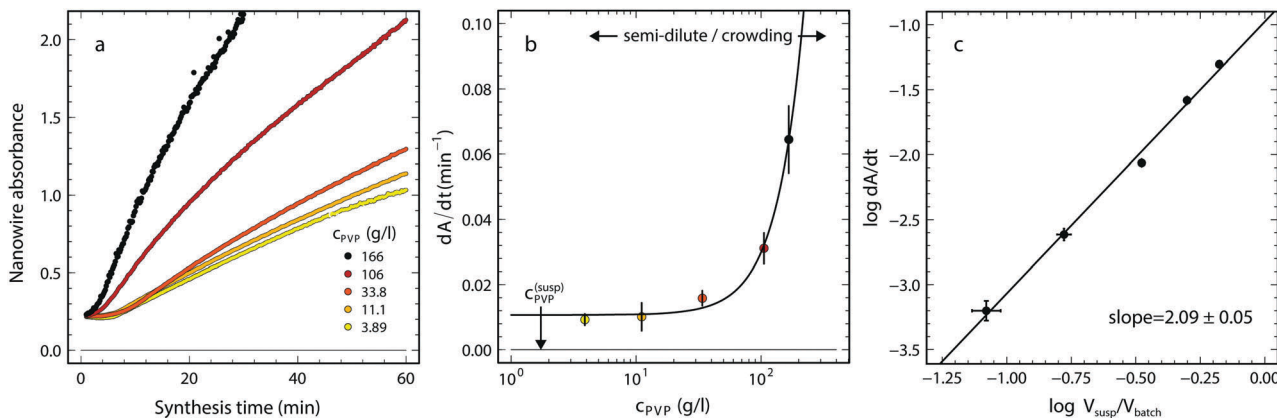 a
Nanowire absorbance
2.0
1.5
1.0
0.5
0.0
0
20
40
60
Synthesis time (min)
c_PVP (g/l)
166
106
33.8
11.1
3.89
b
semi-dilute / crowding
dA/dt (min⁻¹)
0.10
0.08
0.06
0.04
0.02
0.00
c_PVP^(susp)
10⁰
10¹
10²
c_PVP (g/l)
c
log dA/dt
-1.0
-1.5
-2.0
-2.5
-3.0
-3.5
slope=2.09 ± 0.05
-1.25
-1.00
-0.75
-0.50
-0.25
0.00
log V_susp/V_batch